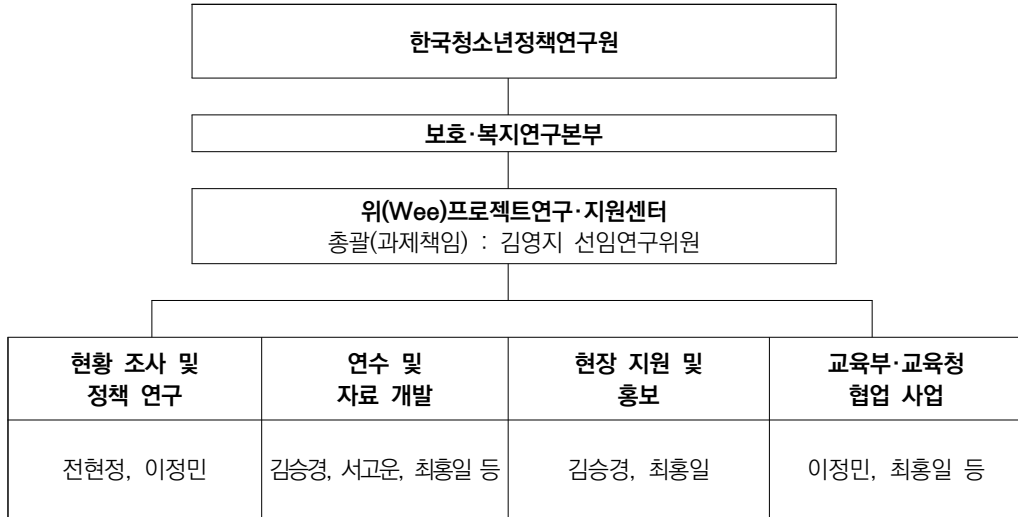 한국청소년정책연구원
보호·복지연구본부
위(Wee)프로젝트연구·지원센터
총괄(과제책임) : 김영지 선임연구위원
현황 조사 및
정책 연구
연수 및
자료 개발
현장 지원 및
홍보
교육부·교육청
협업 사업
전현정, 이정민
김승경, 서고운, 최홍일 등
김승경, 최홍일
이정민, 최홍일 등